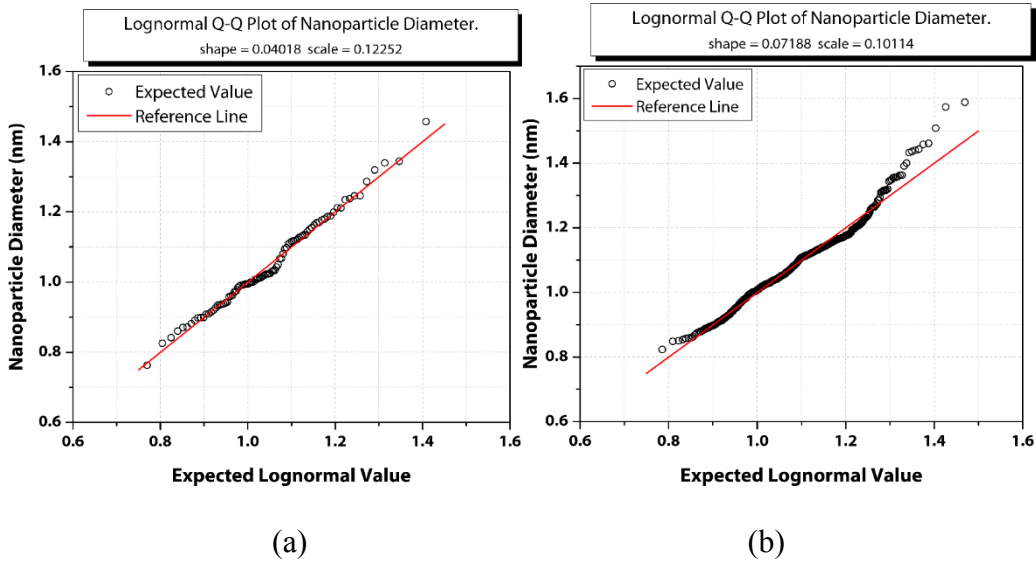 Lognormal Q-Q Plot of Nanoparticle Diameter.
shape = 0.04018 scale = 0.12252
1.6
1.4
1.2
1.0
0.8
0.6
Nanoparticle Diameter (nm)
Expected Value
Reference Line
0.6 0.8 1.0 1.2 1.4 1.6
Expected Lognormal Value
(a)
Lognormal Q-Q Plot of Nanoparticle Diameter.
shape = 0.07188 scale = 0.10114
1.6
1.4
1.2
1.0
0.8
0.6
Nanoparticle Diameter (nm)
Expected Value
Reference Line
0.6 0.8 1.0 1.2 1.4 1.6
Expected Lognormal Value
(b)